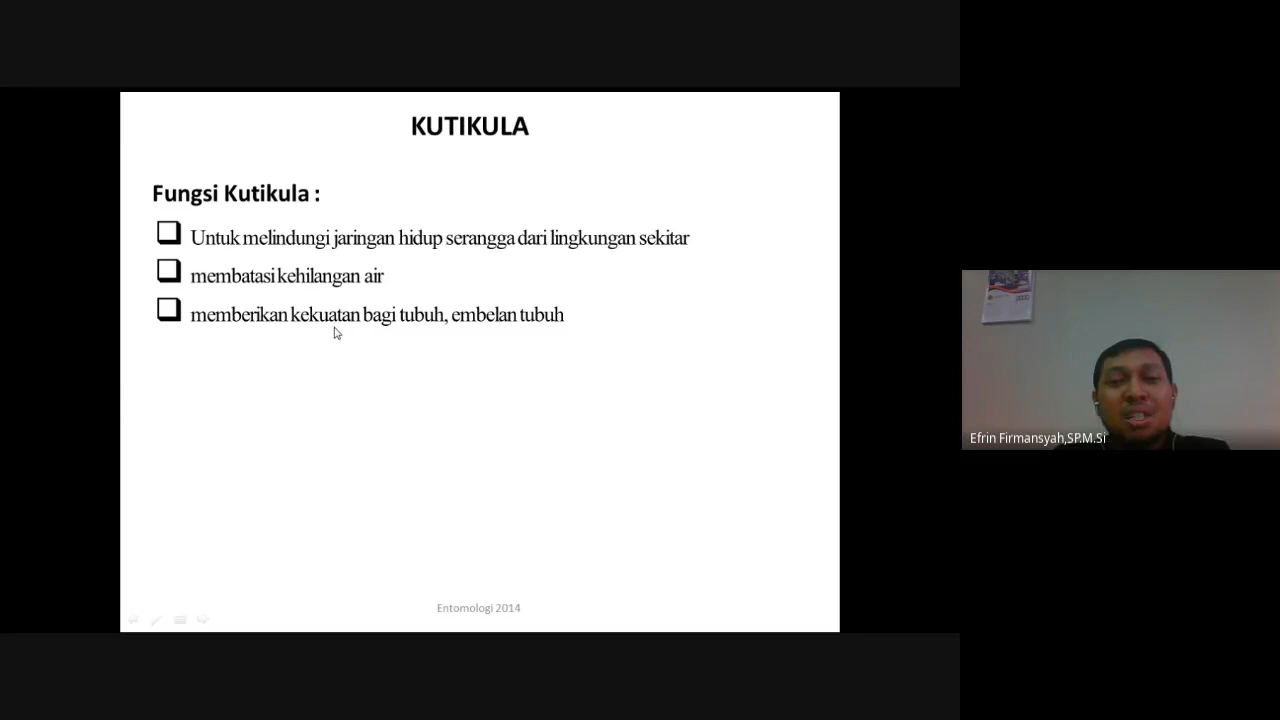 KUTIKULA
Fungsi Kutikula :
Untuk melindungi jaringan hidup serangga dari lingkungan sekitar
membatasi kehilangan air
memberikan kekuatan bagi tubuh, embelan tubuh
Entomologi 2014
Efrin Firmansyah,SP.M.Si